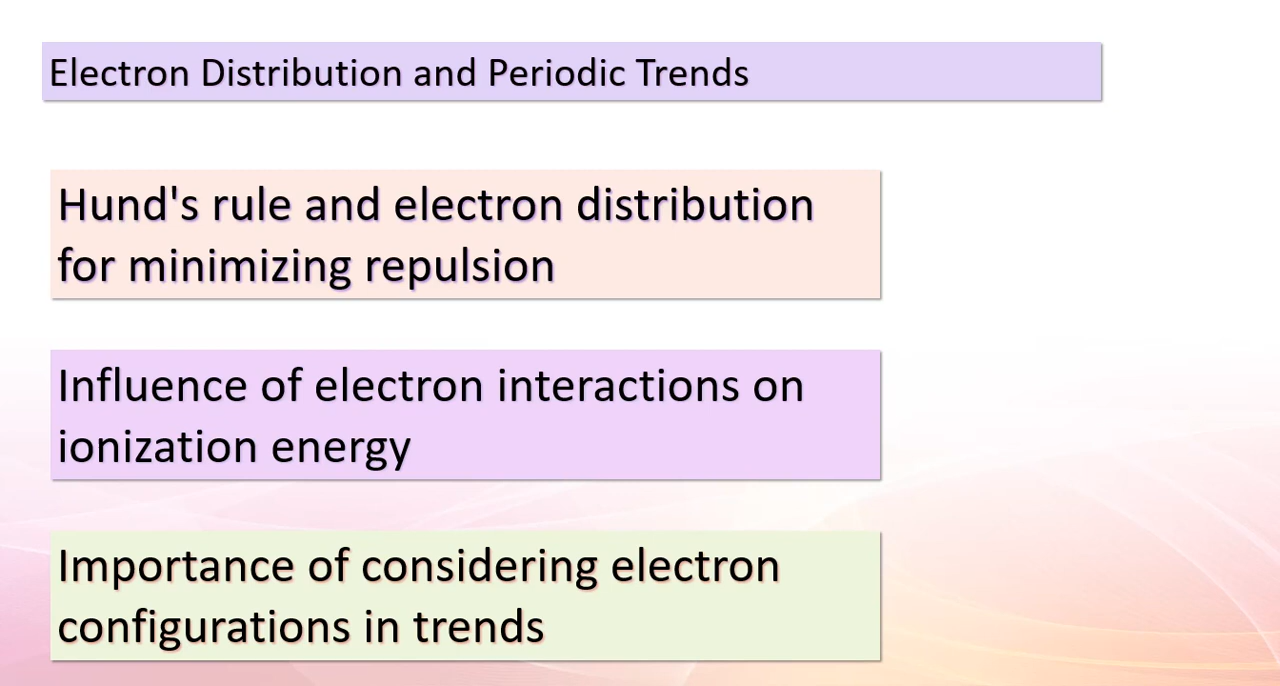 Electron Distribution and Periodic Trends
Hund's rule and electron distribution
for minimizing repulsion
Influence of electron interactions on
ionization energy
Importance of considering electron
configurations in trends